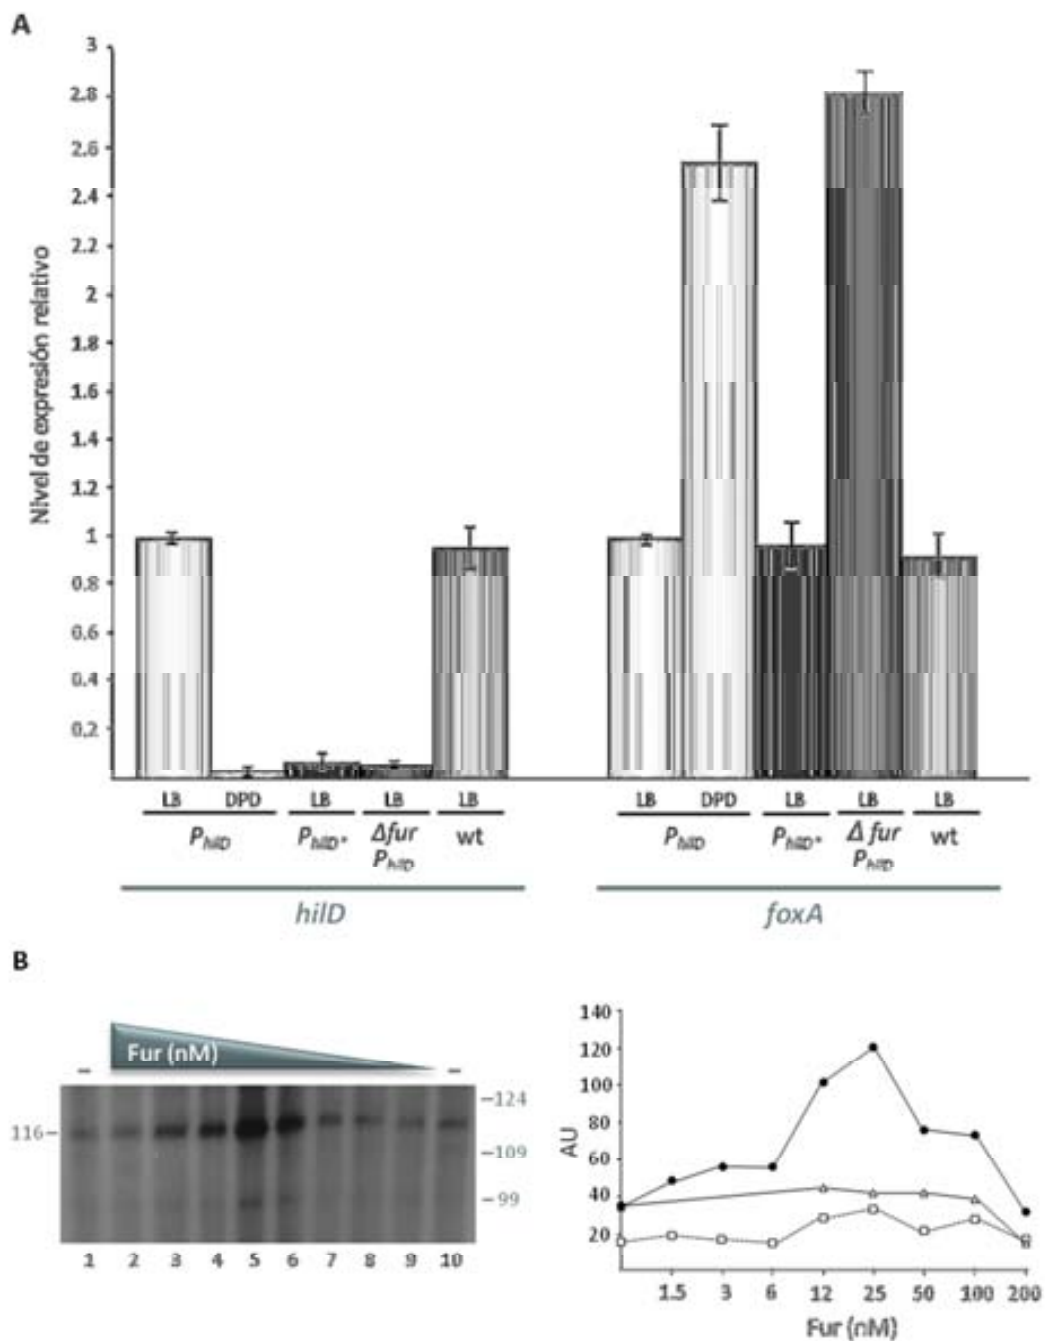 A
3
2.8
2.6
2.4
2.2
2
1.8
1.6
1.4
1.2
1
0.8
0.6
0.4
0.2
Nivel de expresión relativo
LB DPD LB LB LB LB DPD LB LB LB
PhilD PhilD* Δfur PhilD wt PhilD PhilD* Δ fur PhilD wt
hilD foxA
B
Fur (nM)
– –
116–
–124
–109
–99
1 2 3 4 5 6 7 8 9 10
140
120
100
80
60
40
20
AU
1.5 3 6 12 25 50 100 200
Fur (nM)